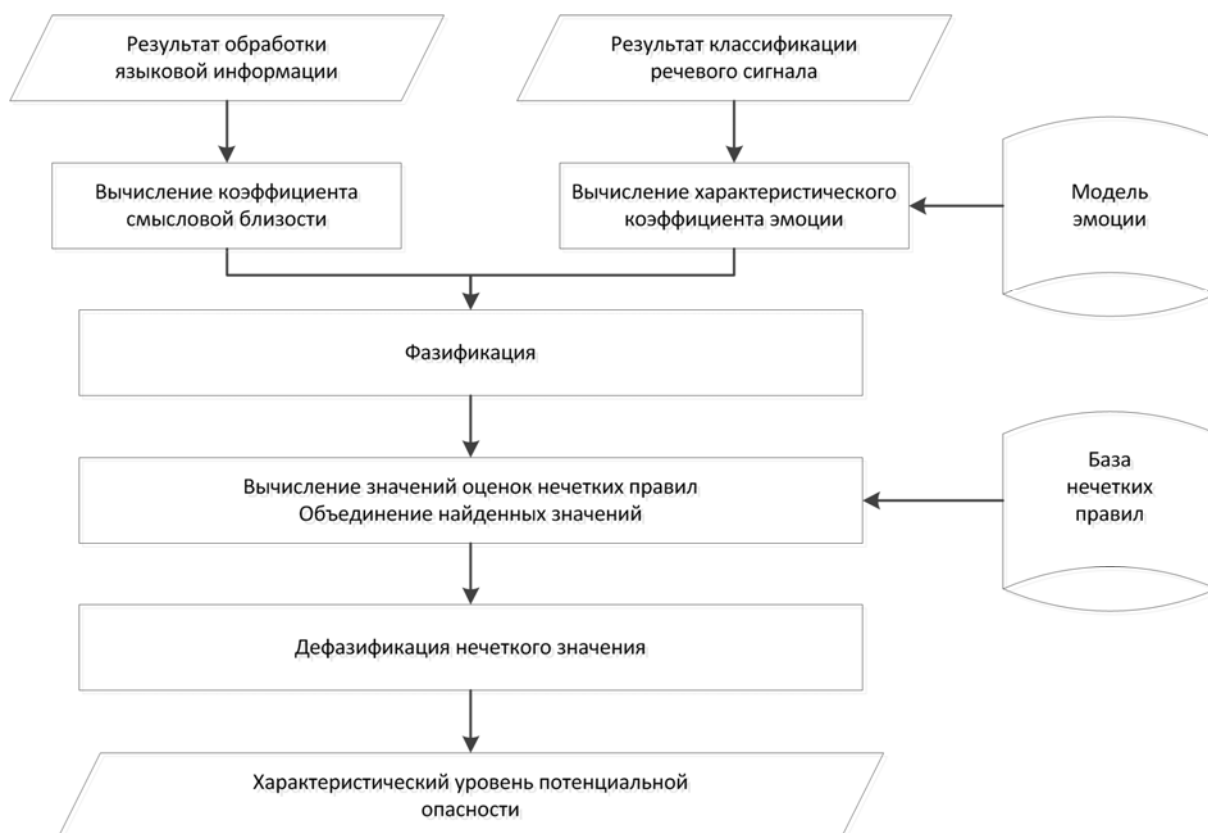 Результат обработки
языковой информации
Результат классификации
речевого сигнала
Вычисление коэффициента
смысловой близости
Вычисление характеристического
коэффициента эмоции
Модель
эмоции
Фазификация
Вычисление значений оценок нечетких правил
Объединение найденных значений
База
нечетких
правил
Дефазификация нечеткого значения
Характеристический уровень потенциальной
опасности